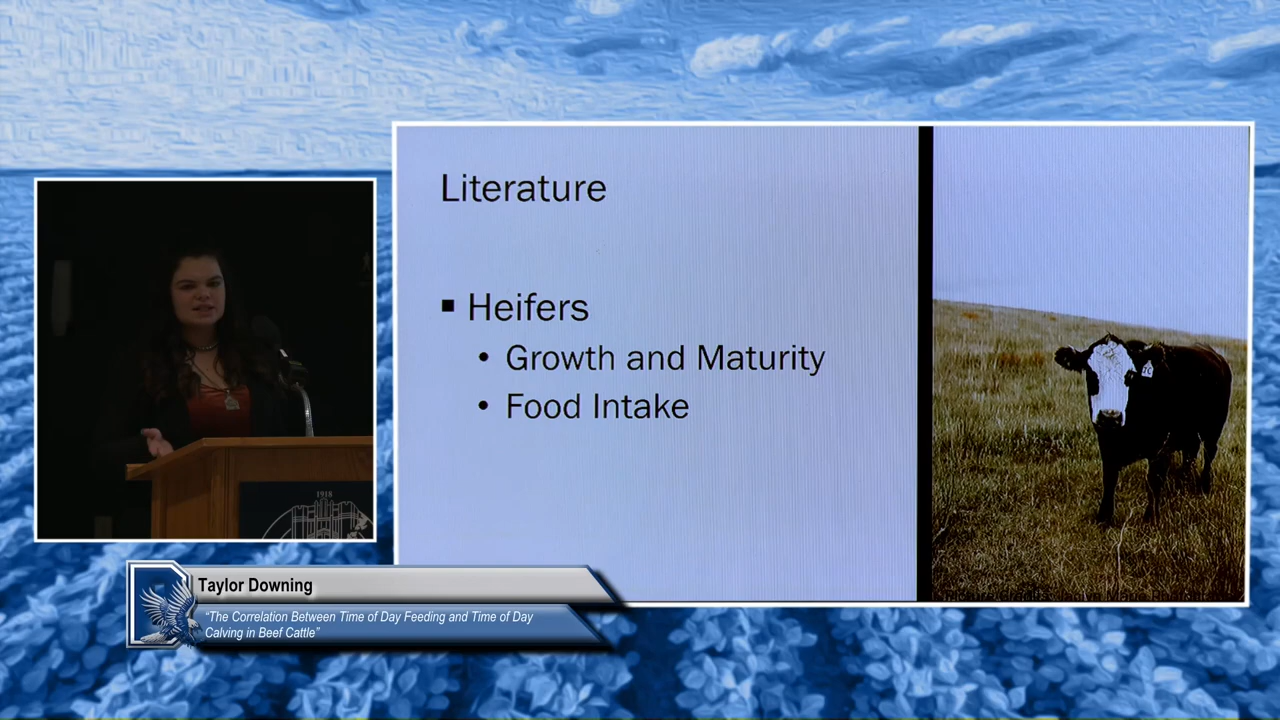 Literature
Heifers
Growth and Maturity
Food Intake
1918
Taylor Downing
“The Correlation Between Time of Day Feeding and Time of Day
Calving in Beef Cattle”